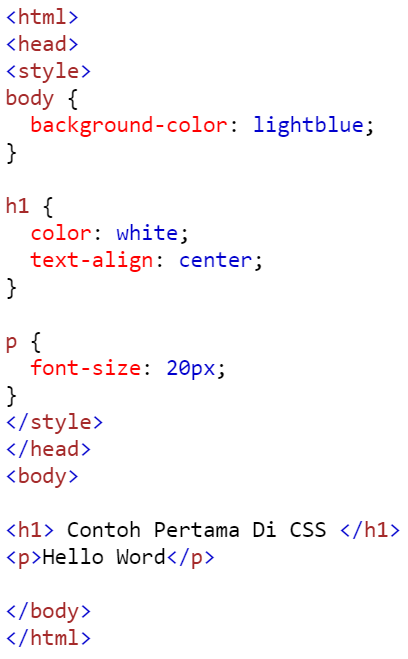 <html>
<head>
<style>
body {
  background-color: lightblue;
}

h1 {
  color: white;
  text-align: center;
}

p {
  font-size: 20px;
}
</style>
</head>
<body>

<h1> Contoh Pertama Di CSS </h1>
<p>Hello Word</p>

</body>
</html>